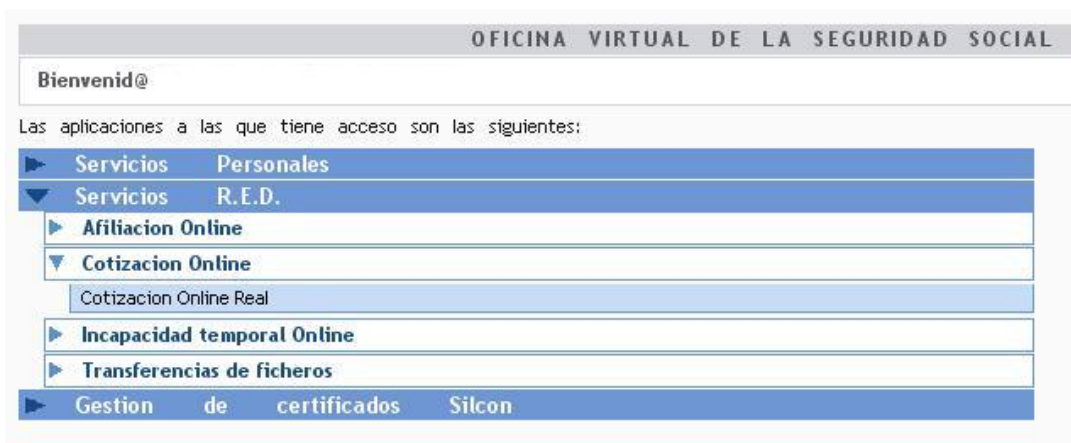 OFICINA VIRTUAL DE LA SEGURIDAD SOCIAL
Bienvenid@
Las aplicaciones a las que tiene acceso son las siguientes:
Servicios Personales
Servicios R.E.D.
Afiliacion Online
Cotizacion Online
Cotizacion Online Real
Incapacidad temporal Online
Transferencias de ficheros
Gestion de certificados Silcon